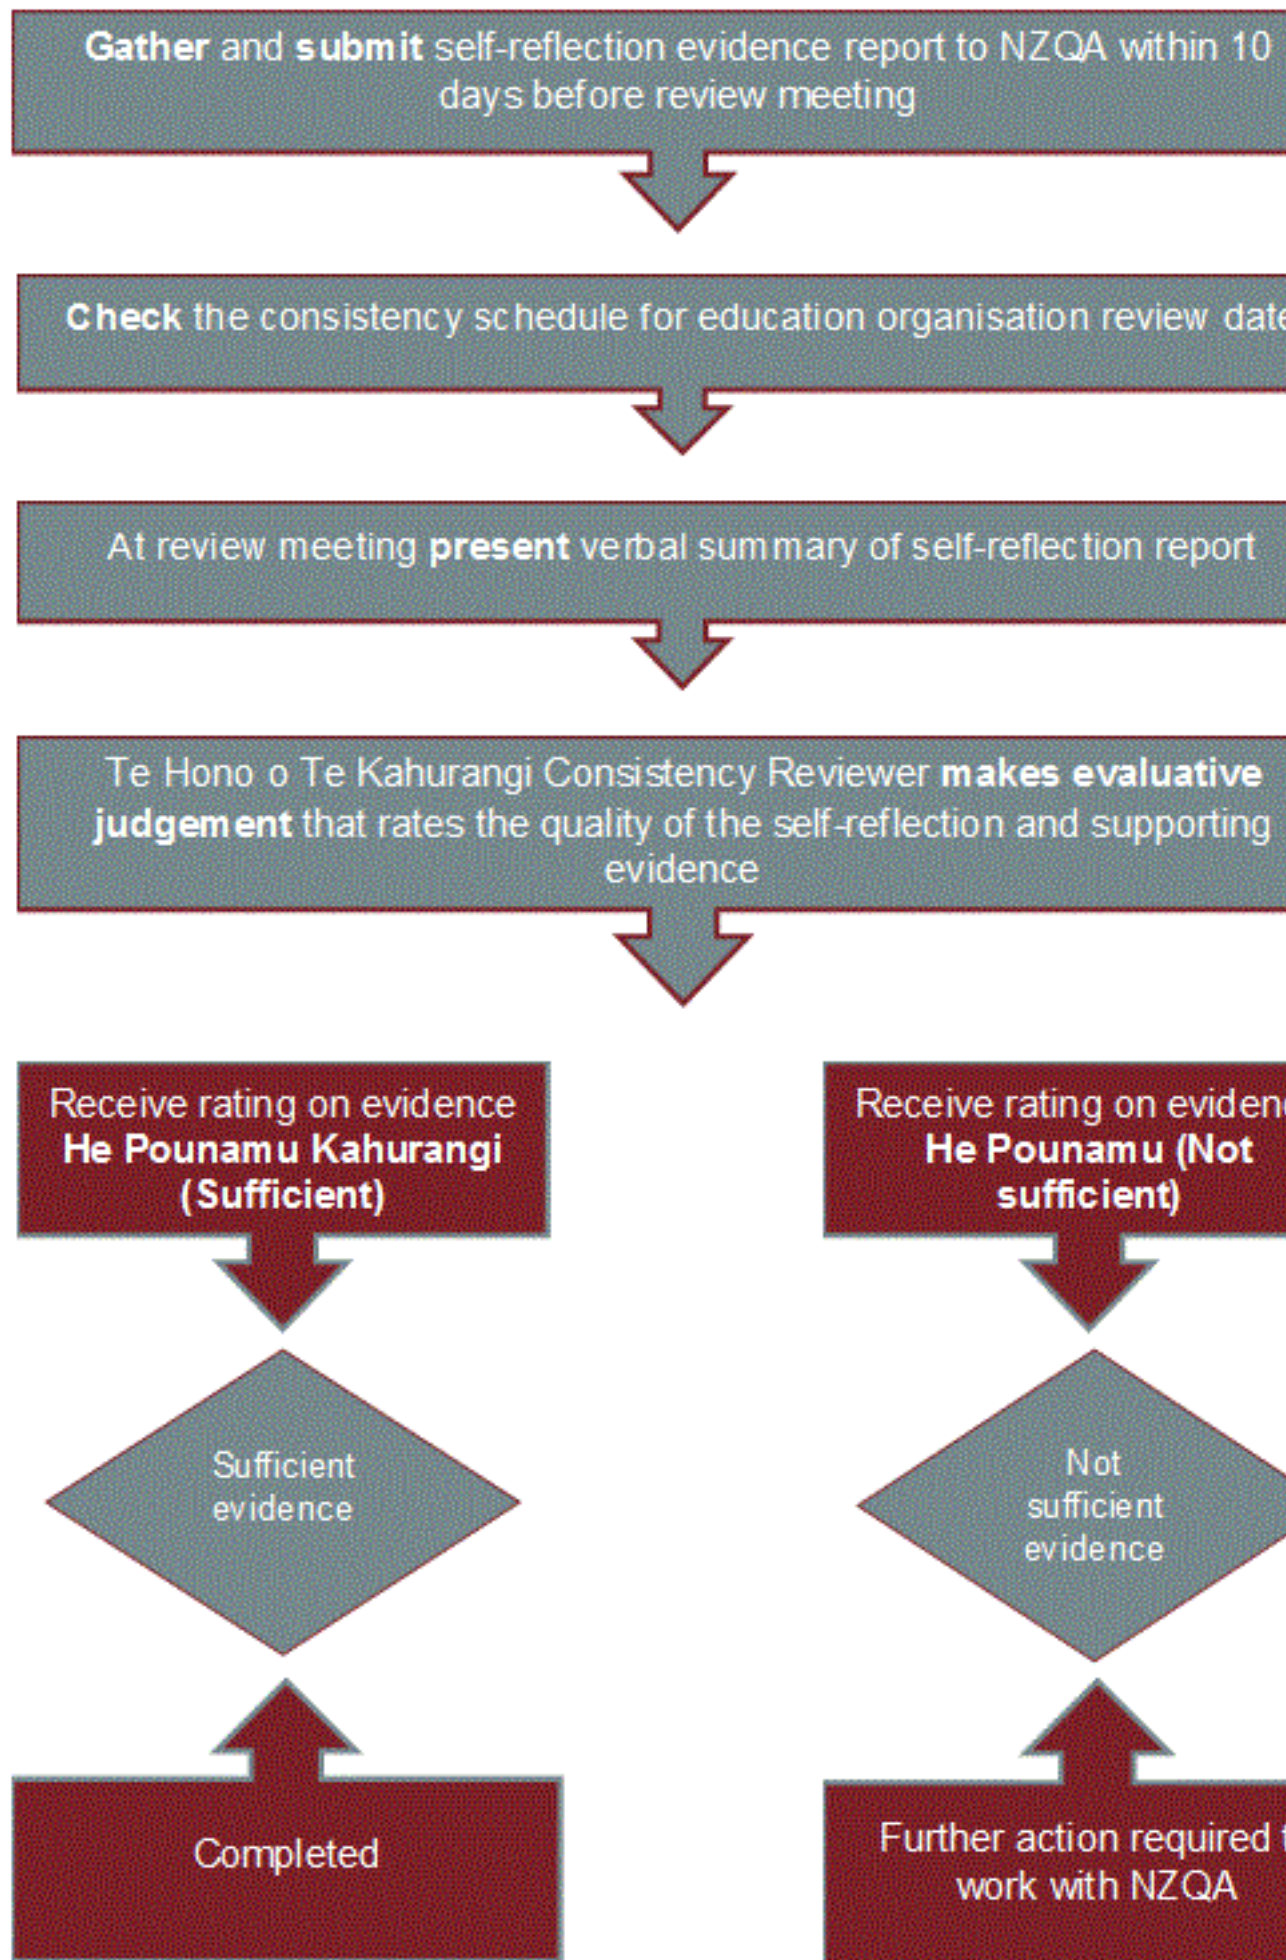 Gather and submit self-reflection evidence report to NZQA within 10
days before review meeting
Check the consistency schedule for education organisation review date
At review meeting present verbal summary of self-reflection report
Te Hono o Te Kahurangi Consistency Reviewer makes evaluative
judgement that rates the quality of the self-reflection and supporting
evidence
Receive rating on evidence
He Pounamu Kahurangi
(Sufficient)
Receive rating on evidence
He Pounamu (Not
sufficient)
Sufficient
evidence
Not
sufficient
evidence
Completed
Further action required
work with NZQA